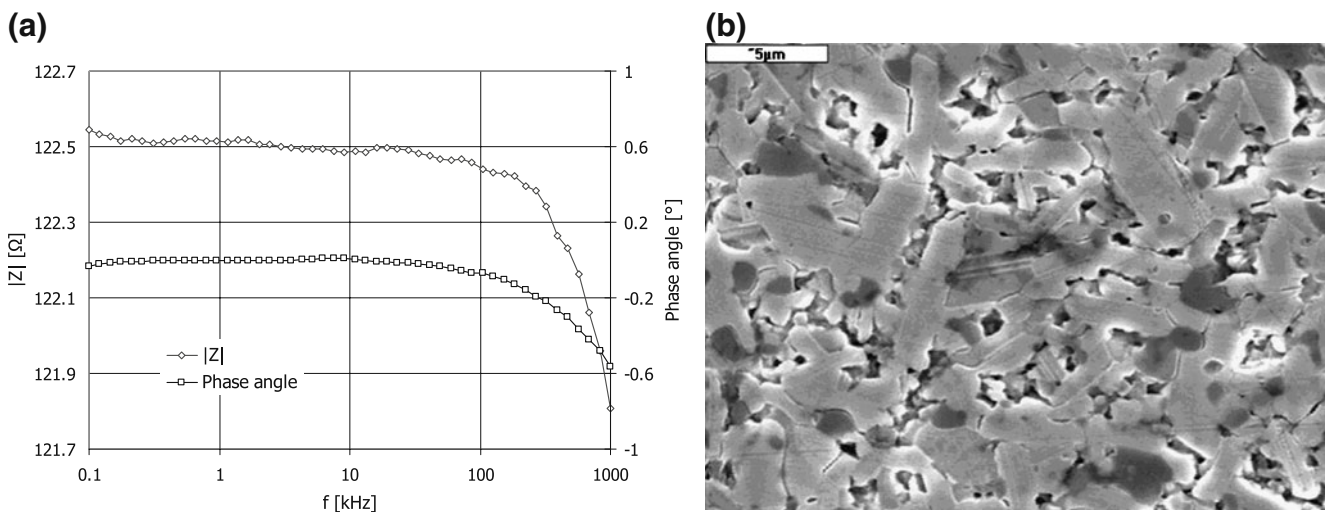 (a)
122.7
122.5
122.3
122.1
121.9
121.7
|Z| [Ω]
1
0.6
0.2
-0.2
-0.6
-1
Phase angle [°]
|Z|
Phase angle
0.1
1
10
100
1000
f [kHz]
(b)
5μm